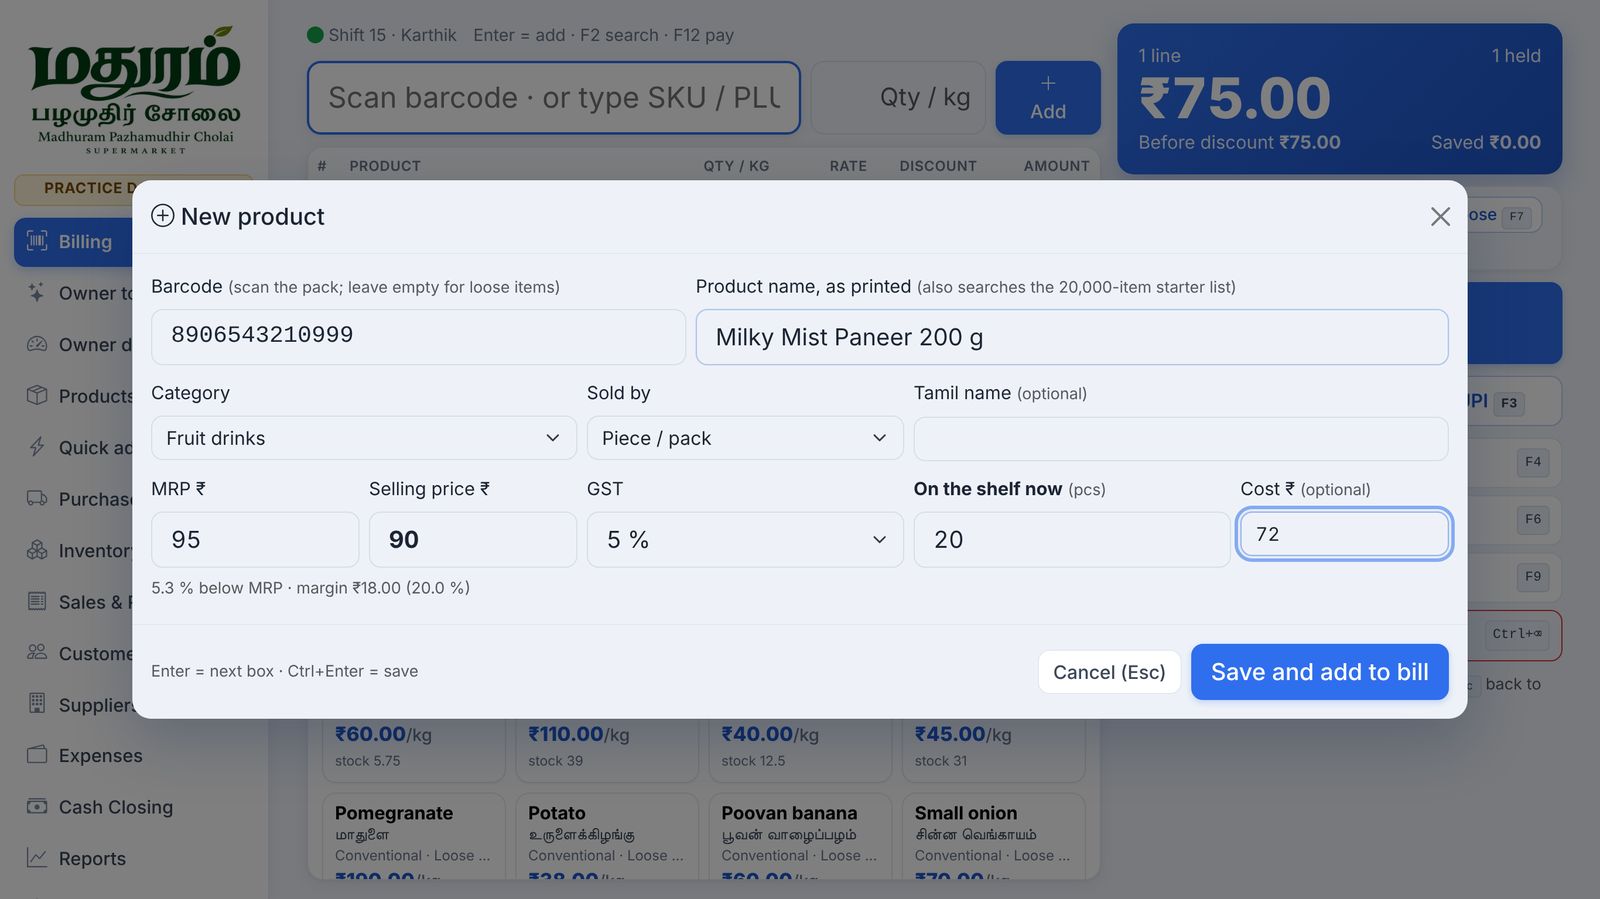 மதுரம்
பழமுதிர் சோலை
Madhuram Pazhamudhir Cholai
SUPERMARKET
PRACTICE
Billing
Owner
Owner
Products
Quick
Inventory
Sales &
Suppliers
Expenses
Cash Closing
Reports
Shift 15 · Karthik Enter = add · F2 search · F12 pay
Scan barcode · or type SKU / PLU
Qty / kg
+
Add
# PRODUCT QTY / KG RATE DISCOUNT AMOUNT
1 line 1 held
₹75.00
Before discount ₹75.00 Saved ₹0.00
F7
F3
F4
F6
F9
Ctrl+⌫
back to
New product
Barcode (scan the pack; leave empty for loose items)
8906543210999
Product name, as printed (also searches the 20,000-item starter list)
Milky Mist Paneer 200 g
Category
Fruit drinks
Sold by
Piece / pack
Tamil name (optional)
MRP ₹
95
Selling price ₹
90
GST
5 %
On the shelf now (pcs)
20
Cost ₹ (optional)
72
5.3 % below MRP · margin ₹18.00 (20.0 %)
Enter = next box · Ctrl+Enter = save
Cancel (Esc)
Save and add to bill
₹60.00/kg
stock 5.75
₹110.00/kg
stock 39
₹40.00/kg
stock 12.5
₹45.00/kg
stock 31
Pomegranate
மாதுளை
Conventional · Loose ...
Potato
உருளைக்கிழங்கு
Conventional · Loose ...
Poovan banana
பூவன் வாழைப்பழம்
Conventional · Loose ...
Small onion
சின்ன வெங்காயம்
Conventional · Loose ...